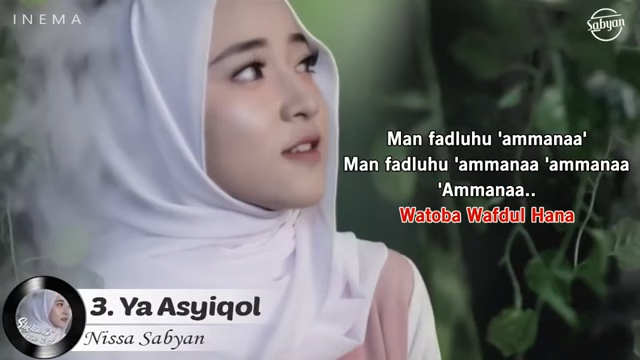 INEMA
Sabyan
Man fadluhu 'ammanaa'
Man fadluhu 'ammanaa 'ammanaa
'Ammanaa..
Watoba Wafdul Hana
3. Ya Asyiqol
Nissa Sabyan